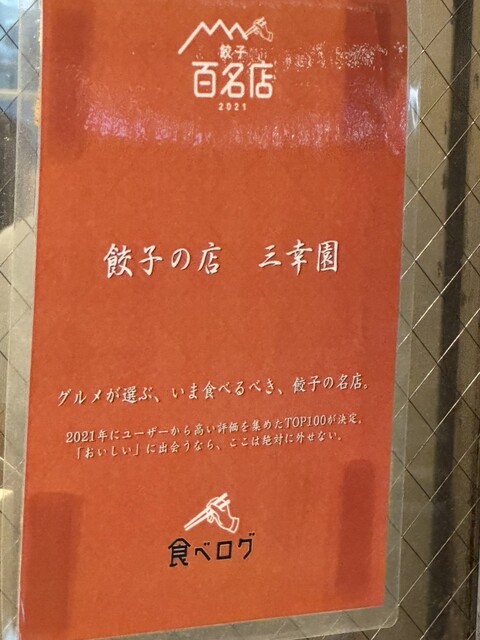 餃子
百名店
2021
餃子の店 三幸園
グルメが選ぶ、いま食べるべき、餃子の名店。
2021年にユーザーから高い評価を集めたTOP100が決定。
「おいしい」に出会うなら、ここは絶対に外せない。
食べログ